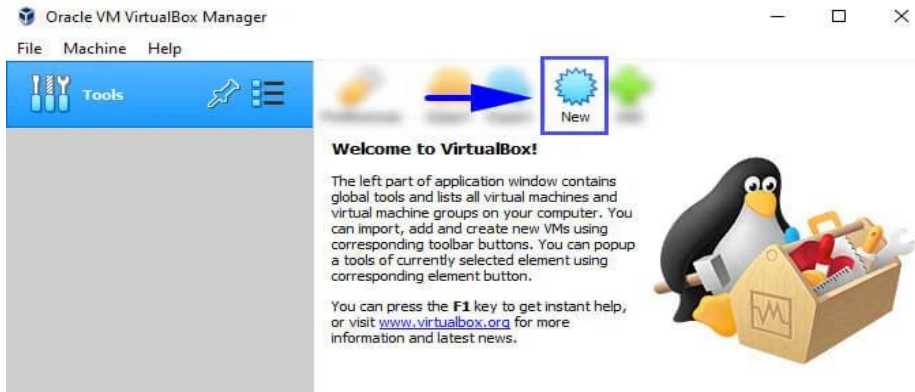 Oracle VM VirtualBox Manager
File Machine Help
Tools
New
Welcome to VirtualBox!
The left part of application window contains
global tools and lists all virtual machines and
virtual machine groups on your computer. You
can import, add and create new VMs using
corresponding toolbar buttons. You can popup
a tools of currently selected element using
corresponding element button.
You can press the F1 key to get instant help,
or visit www.virtualbox.org for more
information and latest news.